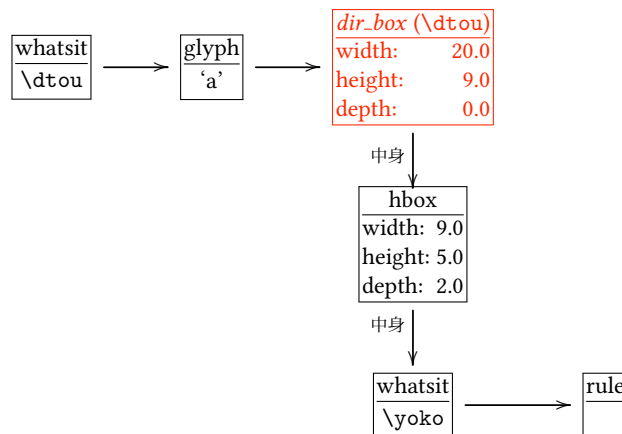 whatsit
\dtou
glyph
‘a’
dir_box (\dtou)
width: 20.0
height: 9.0
depth: 0.0
中身
hbox
width: 9.0
height: 5.0
depth: 2.0
中身
whatsit
\yoko
rule